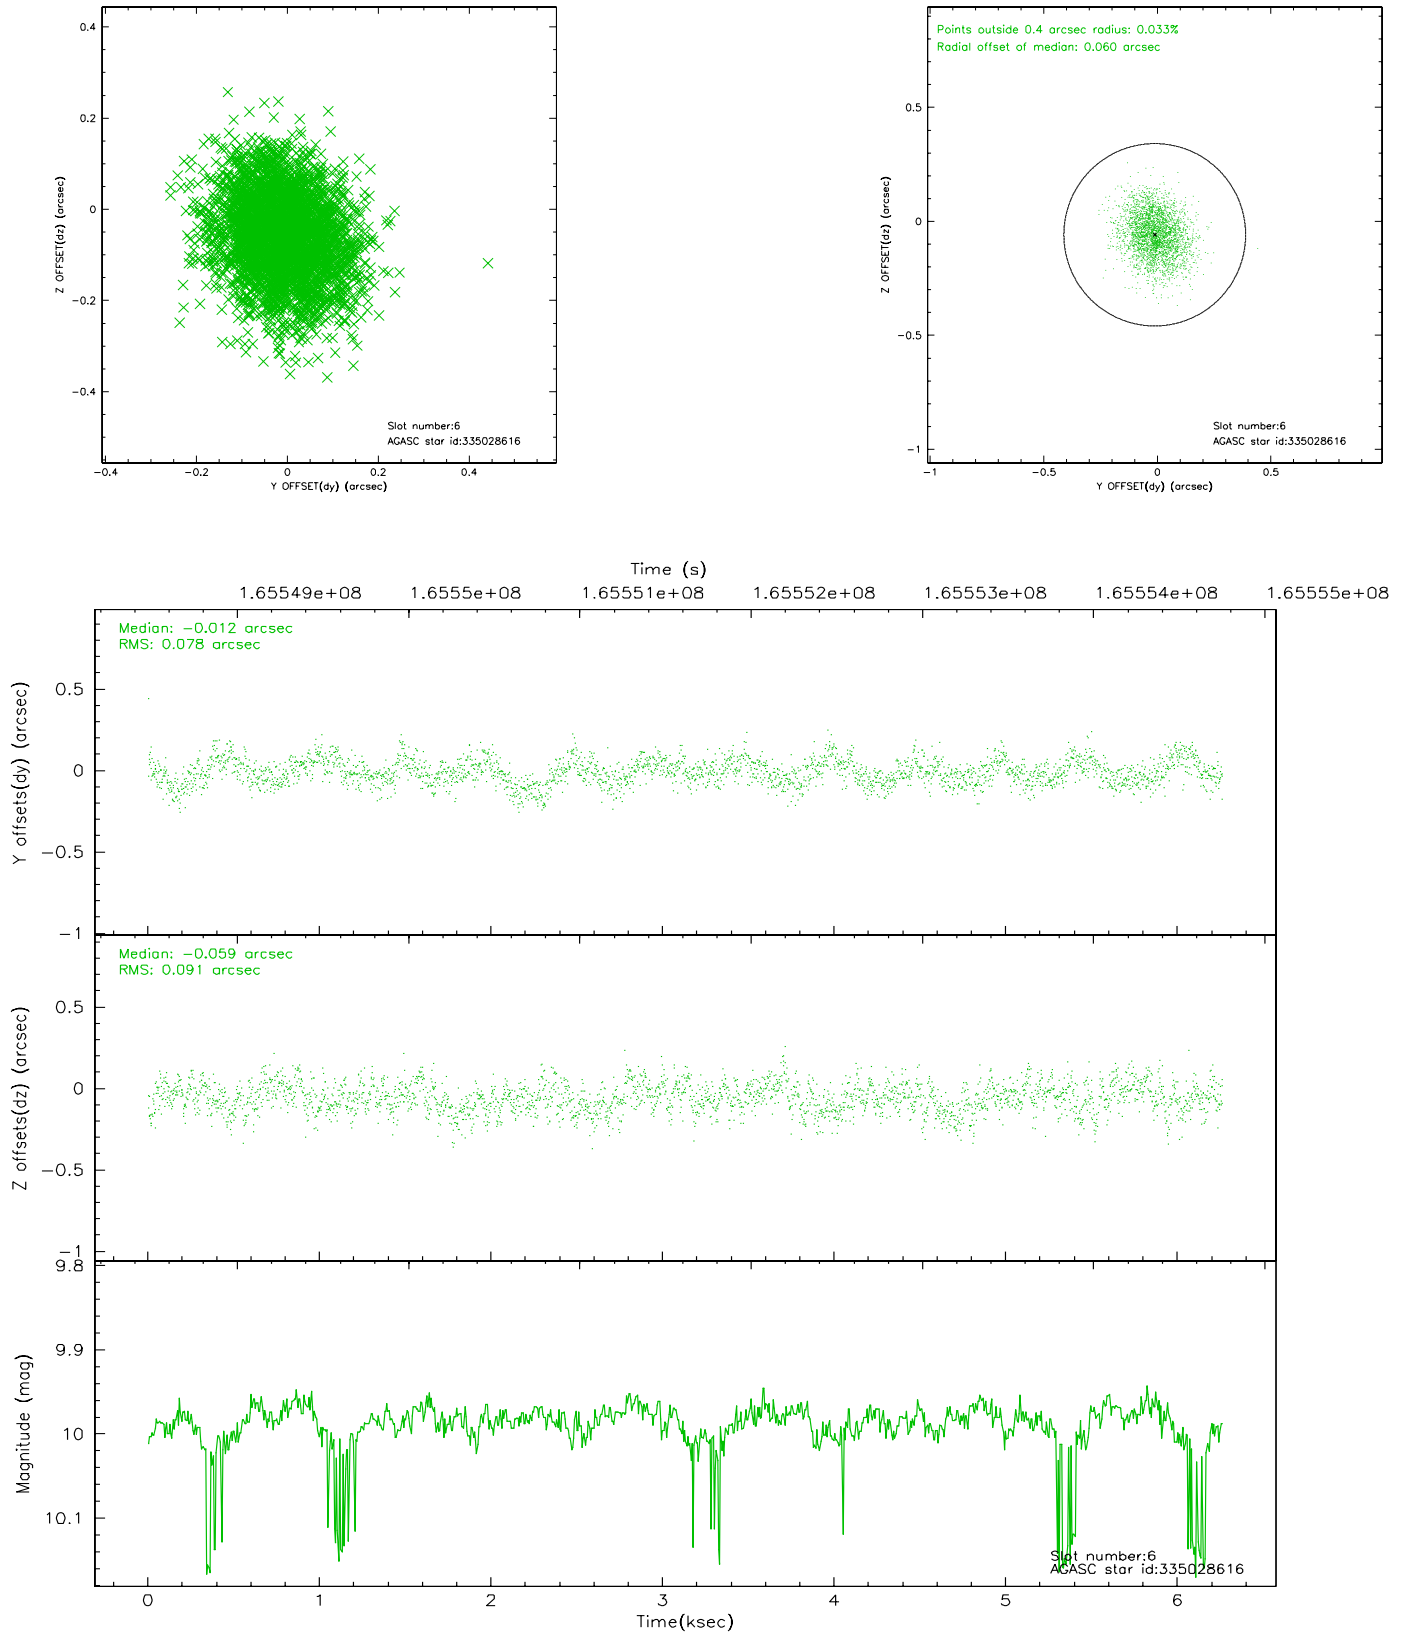 0.4
0.2
0
−0.2
−0.4
Z OFFSET(dz) (arcsec)
Slot number:6
AGASC star id:335028616
−0.4 −0.2 0 0.2 0.4
Y OFFSET(dy) (arcsec)
Points outside 0.4 arcsec radius: 0.033%
Radial offset of median: 0.060 arcsec
0.5
0
−0.5
−1
Z OFFSET(dz) (arcsec)
Slot number:6
AGASC star id:335028616
−1 −0.5 0 0.5
Y OFFSET(dy) (arcsec)
Time (s)
1.65549e+08 1.6555e+08 1.65551e+08 1.65552e+08 1.65553e+08 1.65554e+08 1.65555e+08
Median: −0.012 arcsec
RMS: 0.078 arcsec
0.5
0
−0.5
−1
Y offsets(dy) (arcsec)
Median: −0.059 arcsec
RMS: 0.091 arcsec
0.5
0
−0.5
−1
Z offsets(dz) (arcsec)
9.8
9.9
10
10.1
Magnitude (mag)
Slot number:6
AGASC star id:335028616
0 1 2 3 4 5 6
Time(ksec)